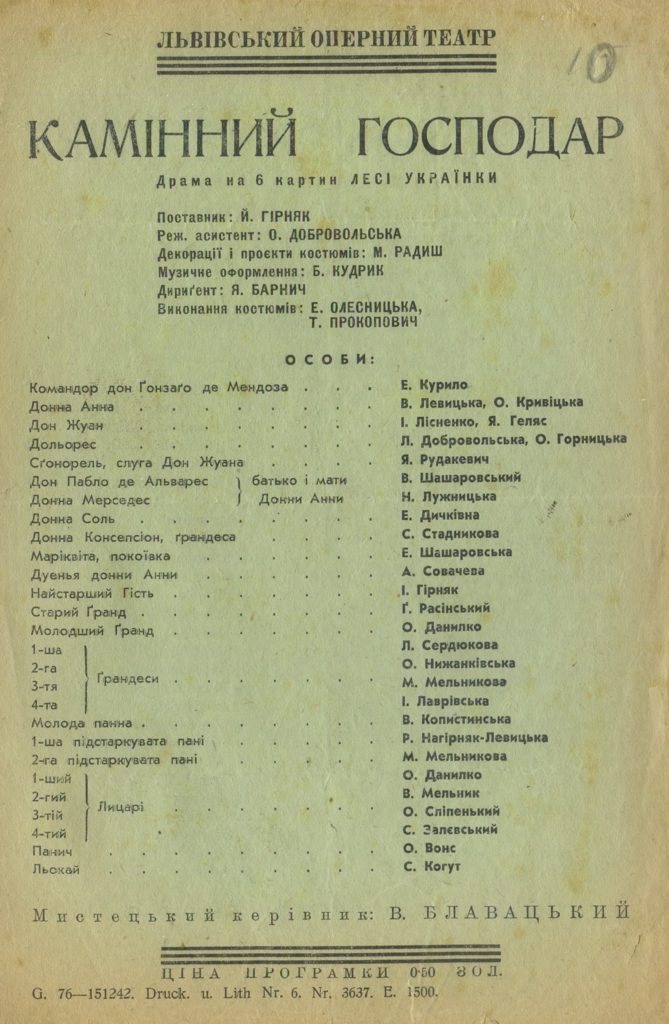 ЛЬВІВСЬКИЙ ОПЕРНИЙ ТЕАТР
10
КАМІННИЙ ГОСПОДАР
Драма на 6 картин ЛЕСІ УКРАЇНКИ
Поставник: Й. ГІРНЯК
Реж. асистент: О. ДОБРОВОЛЬСЬКА
Декорації і проєкти костюмів: М. РАДИШ
Музичне оформлення: Б. КУДРИК
Дириґент: Я. БАРНИЧ
Виконання костюмів: Е. ОЛЕСНИЦЬКА,
Т. ПРОКОПОВИЧ
ОСОБИ:
Командор дон Ґонзаґо де Мендоза . . . Е. Курило
Донна Анна . . . . . . . . В. Левицька, О. Кривіцька
Дон Жуан . . . . . . . . І. Лісненко, Я. Геляс
Дольорес . . . . . . . . Л. Добровольська, О. Горницька
Сґонорель, слуга Дон Жуана . . . . Я. Рудакевич
Дон Пабло де Альварес } батько і мати В. Шашаровський
Донна Мерседес } Донни Анни Н. Лужницька
Донна Соль . . . . . . . . Е. Дичківна
Донна Консепсіон, ґрандеса . . . . С. Стадникова
Маріквіта, покоївка . . . . . . Е. Шашаровська
Дуенья донни Анни . . . . . . А. Совачева
Найстарший Гість . . . . . . . І. Гірняк
Старий Ґранд . . . . . . . . Ґ. Расінський
Молодший Ґранд . . . . . . . О. Данилко
1-ша Л. Сердюкова
2-га О. Нижанківська
3-тя } Ґрандеси . . . . . . М. Мельникова
4-та І. Лаврівська
Молода панна . . . . . . . . В. Копистинська
1-ша підстаркувата пані . . . . . Р. Нагірняк-Левицька
2-га підстаркувата пані . . . . . М. Мельникова
1-ший О. Данилко
2-гий В. Мельник
3-тій } Лицарі . . . . . . . О. Сліпенький
4-тий С. Залєвський
Панич . . . . . . . . . О. Вонс
Льокай . . . . . . . . . С. Когут
Мистецький керівник: В. БЛАВАЦЬКИЙ
ЦІНА ПРОГРАМКИ 0·50 ЗОЛ.
G. 76—151242. Druck. u. Lith Nr. 6. Nr. 3637. E. 1500.